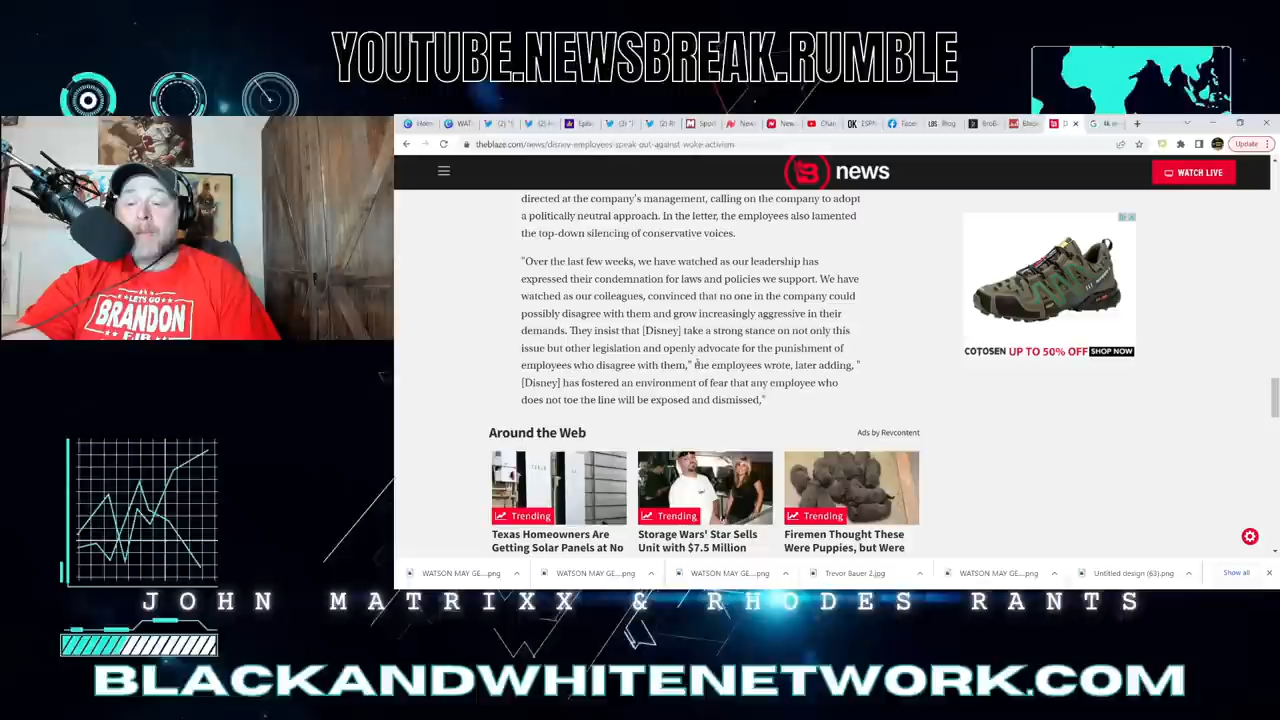 YOUTUBE.NEWSBREAK.RUMBLE
Update
theblaze.com/news/disney-employees-speak-out-against-woke-activism
news
WATCH LIVE
directed at the company's management, calling on the company to adopt
a politically neutral approach. In the letter, the employees also lamented
the top-down silencing of conservative voices.
"Over the last few weeks, we have watched as our leadership has
expressed their condemnation for laws and policies we support. We have
watched as our colleagues, convinced that no one in the company could
possibly disagree with them and grow increasingly aggressive in their
demands. They insist that [Disney] take a strong stance on not only this
issue but other legislation and openly advocate for the punishment of
employees who disagree with them," the employees wrote, later adding, "
[Disney] has fostered an environment of fear that any employee who
does not toe the line will be exposed and dismissed,"
COTOSEN UP TO 50% OFF SHOP NOW
LETS GO
BRANDON
FJB
Around the Web
Ads by Revcontent
Trending
Trending
Trending
Texas Homeowners Are
Getting Solar Panels at No
Storage Wars' Star Sells
Unit with $7.5 Million
Firemen Thought These
Were Puppies, but Were
WATSON MAY GE....png
WATSON MAY GE....png
WATSON MAY GE....png
Trevor Bauer 2.jpg
WATSON MAY GE....png
Untitled design (63).png
Show all
JOHN MATRIXX & RHODES RANTS
BLACKANDWHITENETWORK.COM